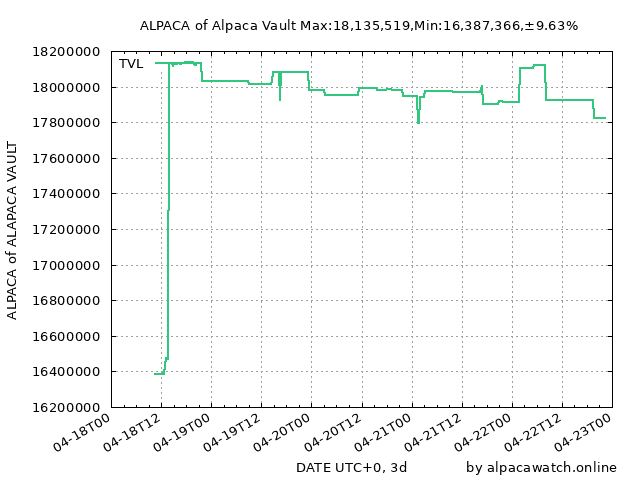 ALPACA of Alpaca Vault Max:18,135,519,Min:16,387,366,±9.63%
TVL
18200000
18000000
17800000
17600000
17400000
17200000
17000000
16800000
16600000
16400000
16200000
ALPACA of ALAPACA VAULT
04-18T00
04-18T12
04-19T00
04-19T12
04-20T00
04-20T12
04-21T00
04-21T12
04-22T00
04-22T12
04-23T00
DATE UTC+0, 3d
by alpacawatch.online